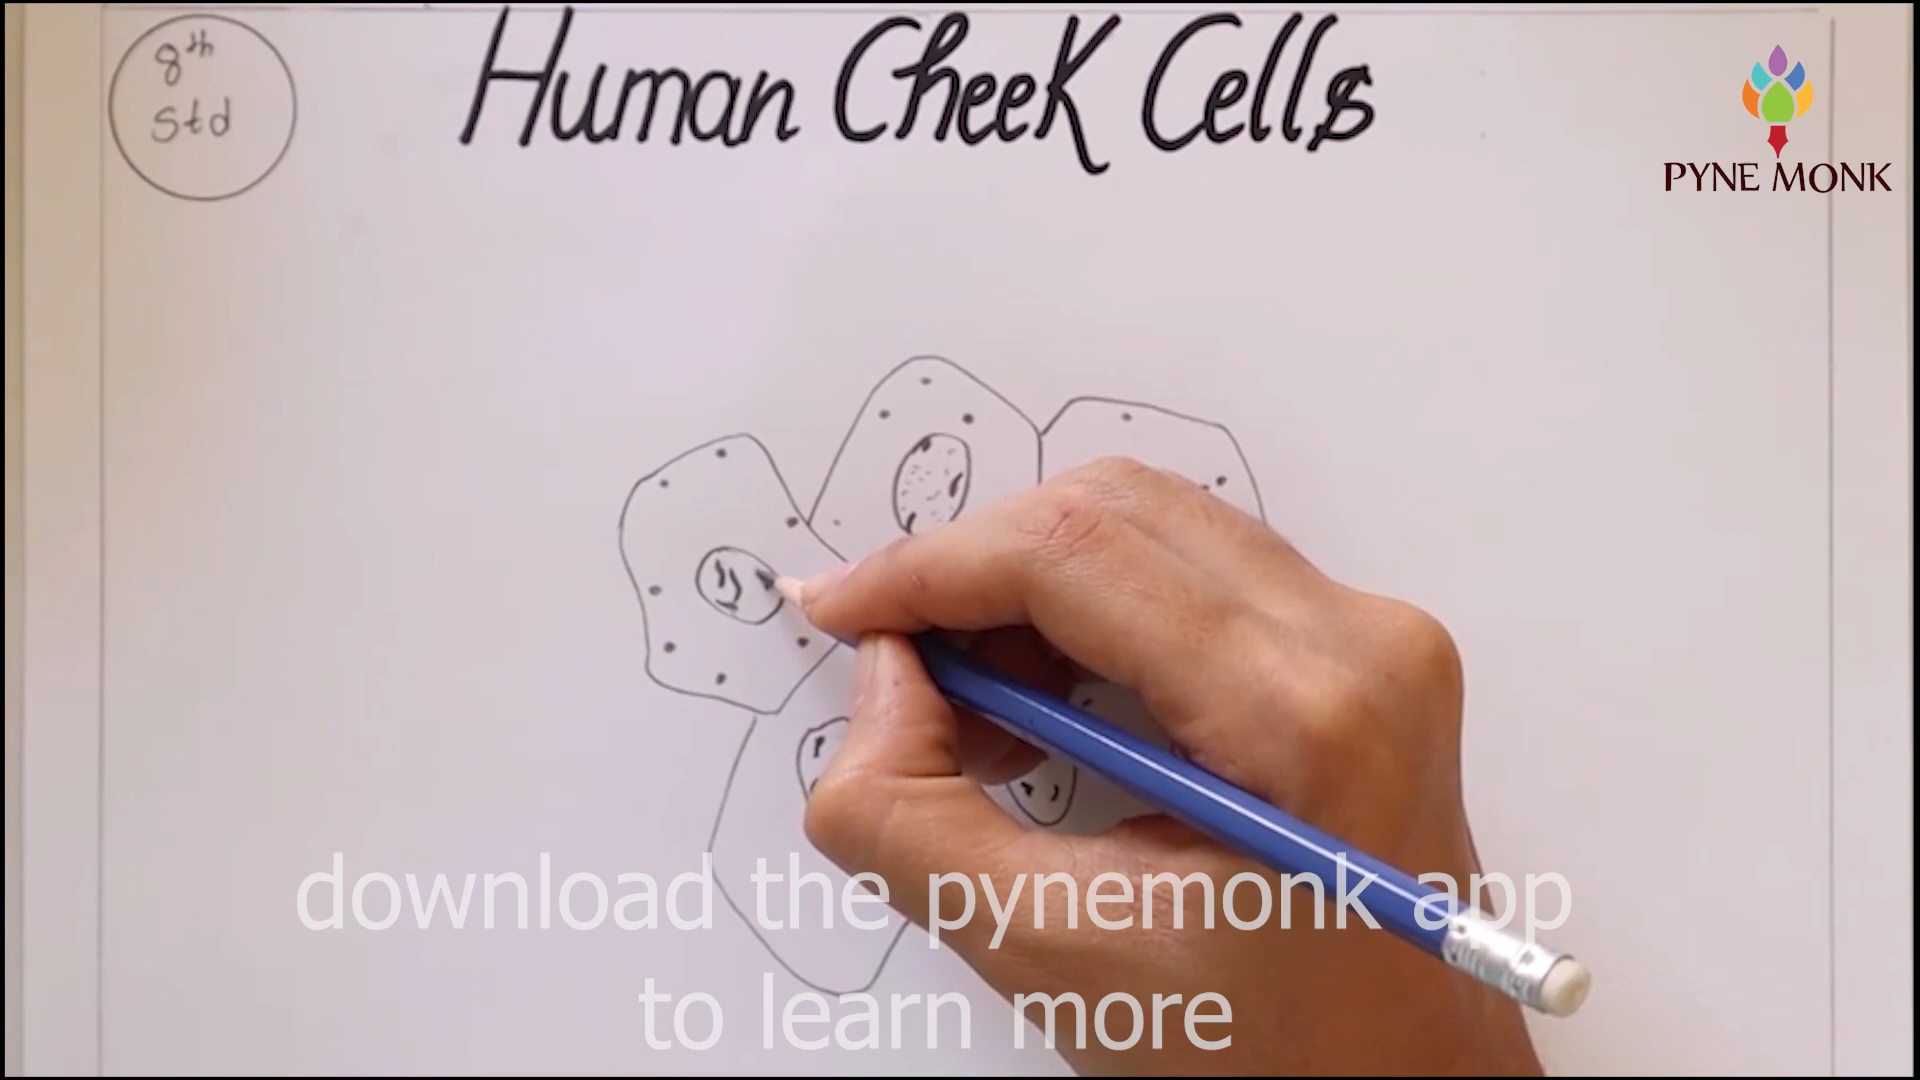 8th
Std
Human Cheek Cells
PYNE MONK
download the pynemonk app
to learn more